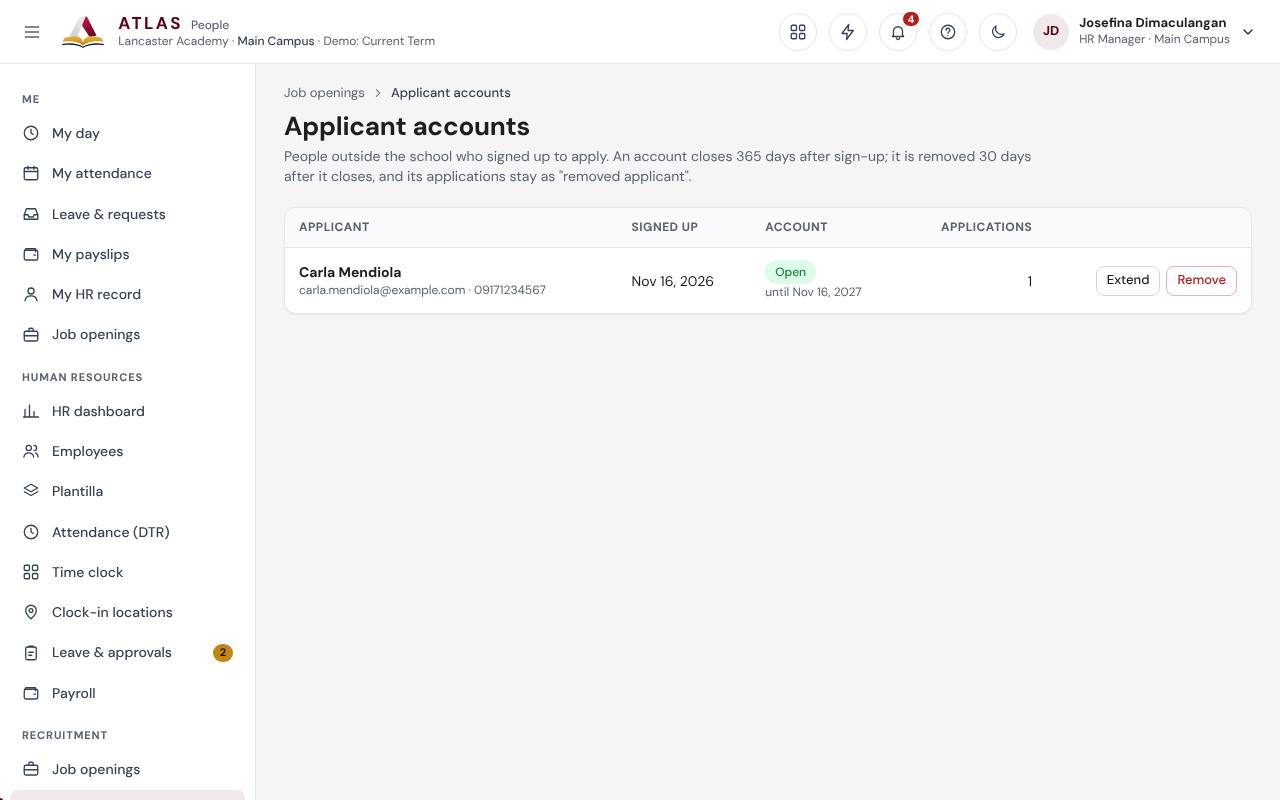 ATLAS People
Lancaster Academy · Main Campus · Demo: Current Term
4
JD
Josefina Dimaculangan
HR Manager · Main Campus
ME
My day
My attendance
Leave & requests
My payslips
My HR record
Job openings
HUMAN RESOURCES
HR dashboard
Employees
Plantilla
Attendance (DTR)
Time clock
Clock-in locations
Leave & approvals 2
Payroll
RECRUITMENT
Job openings
Job openings > Applicant accounts
Applicant accounts
People outside the school who signed up to apply. An account closes 365 days after sign-up; it is removed 30 days
after it closes, and its applications stay as "removed applicant".
APPLICANT SIGNED UP ACCOUNT APPLICATIONS
Carla Mendiola
carla.mendiola@example.com · 09171234567
Nov 16, 2026
Open
until Nov 16, 2027
1
Extend Remove